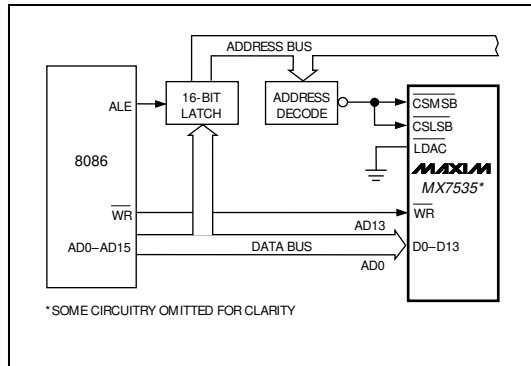 ADDRESS BUS
ALE
16-BIT
LATCH
ADDRESS
DECODE
CSMSB
CSLSB
LDAC
8086
MAXIM
MX7535*
WR
WR
AD13
AD0–AD15
DATA BUS
D0–D13
AD0
*SOME CIRCUITRY OMITTED FOR CLARITY